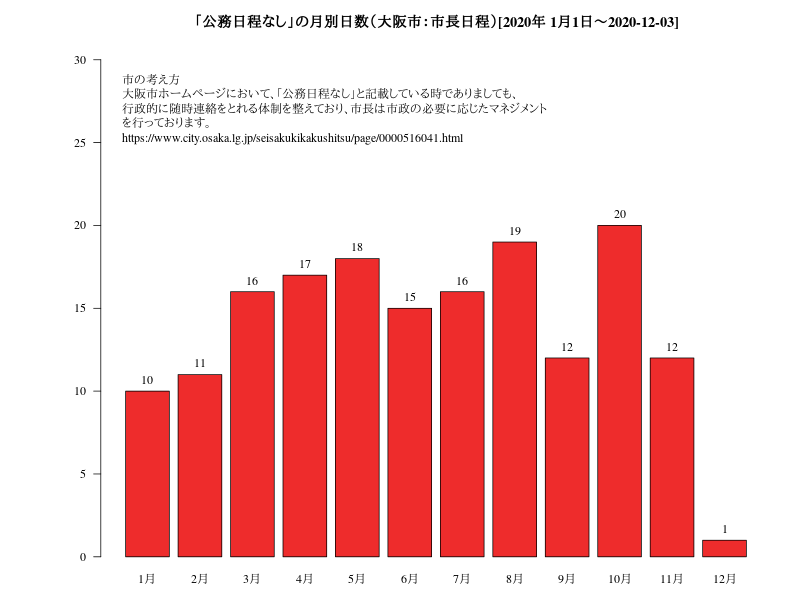 「公務日程なし」の月別日数（大阪市：市長日程）[2020年 1月1日〜2020-12-03]
30
市の考え方
大阪市ホームページにおいて、「公務日程なし」と記載している時でありましても、
行政的に随時連絡をとれる体制を整えており、市長は市政の必要に応じたマネジメント
を行っております。
https://www.city.osaka.lg.jp/seisakukikakushitsu/page/0000516041.html
25
20
15
10
5
0
10
11
16
17
18
15
16
19
12
20
12
1
1月 2月 3月 4月 5月 6月 7月 8月 9月 10月 11月 12月